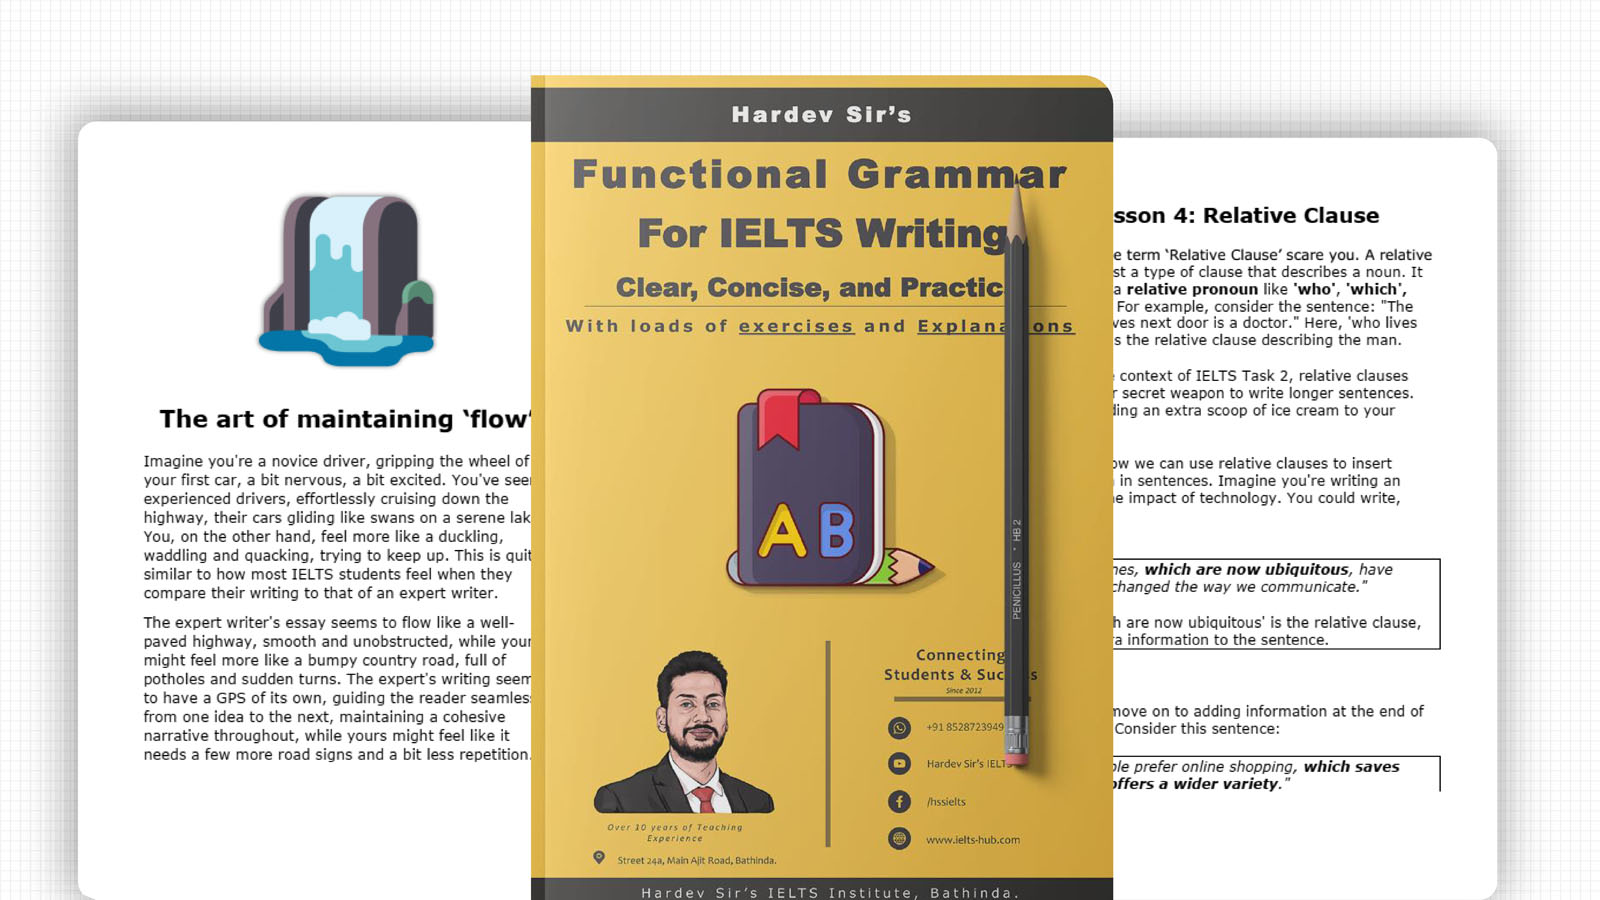 The art of maintaining ‘flow’
Imagine you're a novice driver, gripping the wheel of
your first car, a bit nervous, a bit excited. You've seen
experienced drivers, effortlessly cruising down the
highway, their cars gliding like swans on a serene lak
You, on the other hand, feel more like a duckling,
waddling and quacking, trying to keep up. This is quit
similar to how most IELTS students feel when they
compare their writing to that of an expert writer.
The expert writer's essay seems to flow like a well-
paved highway, smooth and unobstructed, while your
might feel more like a bumpy country road, full of
potholes and sudden turns. The expert's writing seem
to have a GPS of its own, guiding the reader seamless
from one idea to the next, maintaining a cohesive
narrative throughout, while yours might feel like it
needs a few more road signs and a bit less repetition.
Hardev Sir’s
Functional Grammar
For IELTS Writing
Clear, Concise, and Practic
With loads of exercises and Explana ons
A B
PENICILLUS • HB 2
Over 10 years of Teaching
Experience
Street 24a, Main Ajit Road, Bathinda.
Connecting
Students & Suc s
Since 2012
+91 8528723949
Hardev Sir's IELTS
/hssielts
www.ielts-hub.com
Hardev Sir’s IELTS Institute, Bathinda.
sson 4: Relative Clause
e term ‘Relative Clause’ scare you. A relative
st a type of clause that describes a noun. It
a relative pronoun like 'who', 'which',
For example, consider the sentence: "The
ves next door is a doctor." Here, 'who lives
s the relative clause describing the man.
context of IELTS Task 2, relative clauses
r secret weapon to write longer sentences.
ding an extra scoop of ice cream to your
ow we can use relative clauses to insert
in sentences. Imagine you're writing an
e impact of technology. You could write,
nes, which are now ubiquitous, have
changed the way we communicate."
h are now ubiquitous' is the relative clause,
ra information to the sentence.
move on to adding information at the end of
Consider this sentence:
ple prefer online shopping, which saves
offers a wider variety."